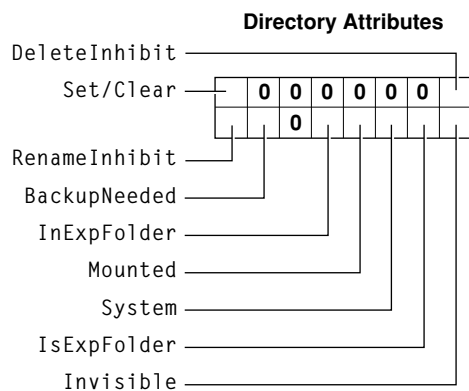 Directory Attributes
DeleteInhibit
Set/Clear
0 0 0 0 0 0
0
RenameInhibit
BackupNeeded
InExpFolder
Mounted
System
IsExpFolder
Invisible